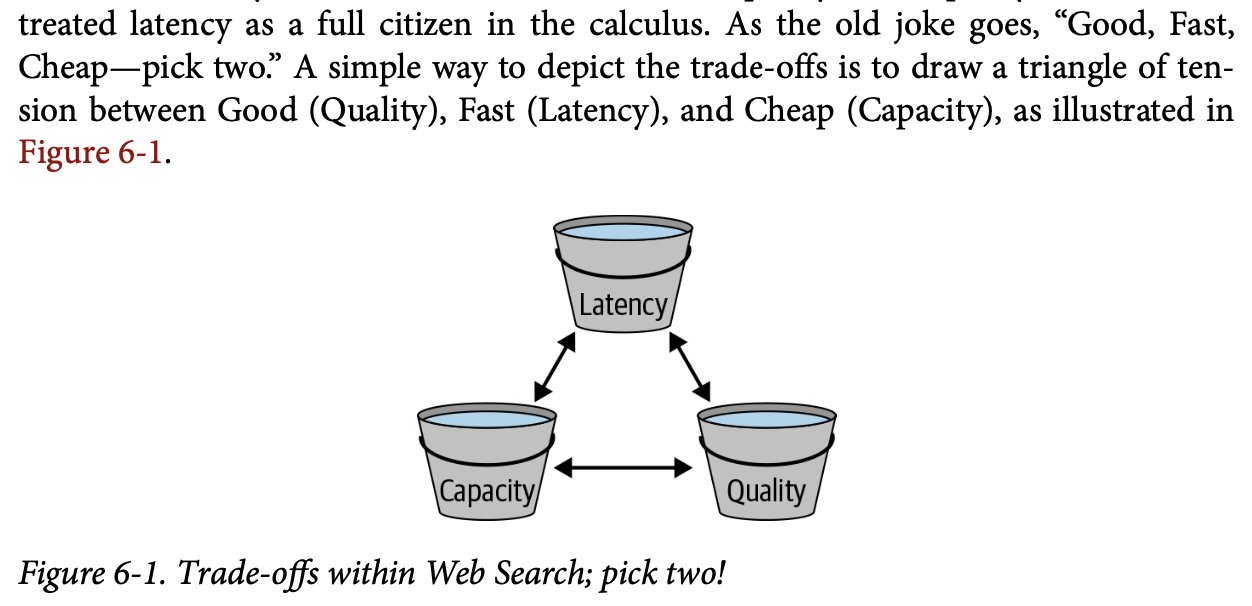 treated latency as a full citizen in the calculus. As the old joke goes, “Good, Fast,
Cheap—pick two.” A simple way to depict the trade-offs is to draw a triangle of ten-
sion between Good (Quality), Fast (Latency), and Cheap (Capacity), as illustrated in
Figure 6-1.
Latency
Capacity
Quality
Figure 6-1. Trade-offs within Web Search; pick two!